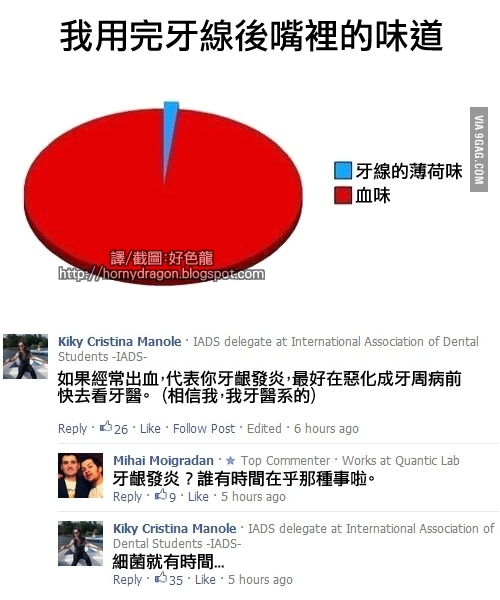 我用完牙線後嘴裡的味道
VIA 9GAG.COM
牙線的薄荷味
血味
譯/截圖:好色龍
http://hornydragon.blogspot.com
Kiky Cristina Manole · IADS delegate at International Association of Dental
Students -IADS-
如果經常出血,代表你牙齦發炎,最好在惡化成牙周病前
快去看牙醫。 (相信我,我牙醫系的)
Reply · 26 · Like · Follow Post · Edited · 6 hours ago
Mihai Moigradan · ★ Top Commenter · Works at Quantic Lab
牙齦發炎？誰有時間在乎那種事啦。
Reply · 9 · Like · 5 hours ago
Kiky Cristina Manole · IADS delegate at International Association of
Dental Students -IADS-
細菌就有時間...
Reply · 35 · Like · 5 hours ago